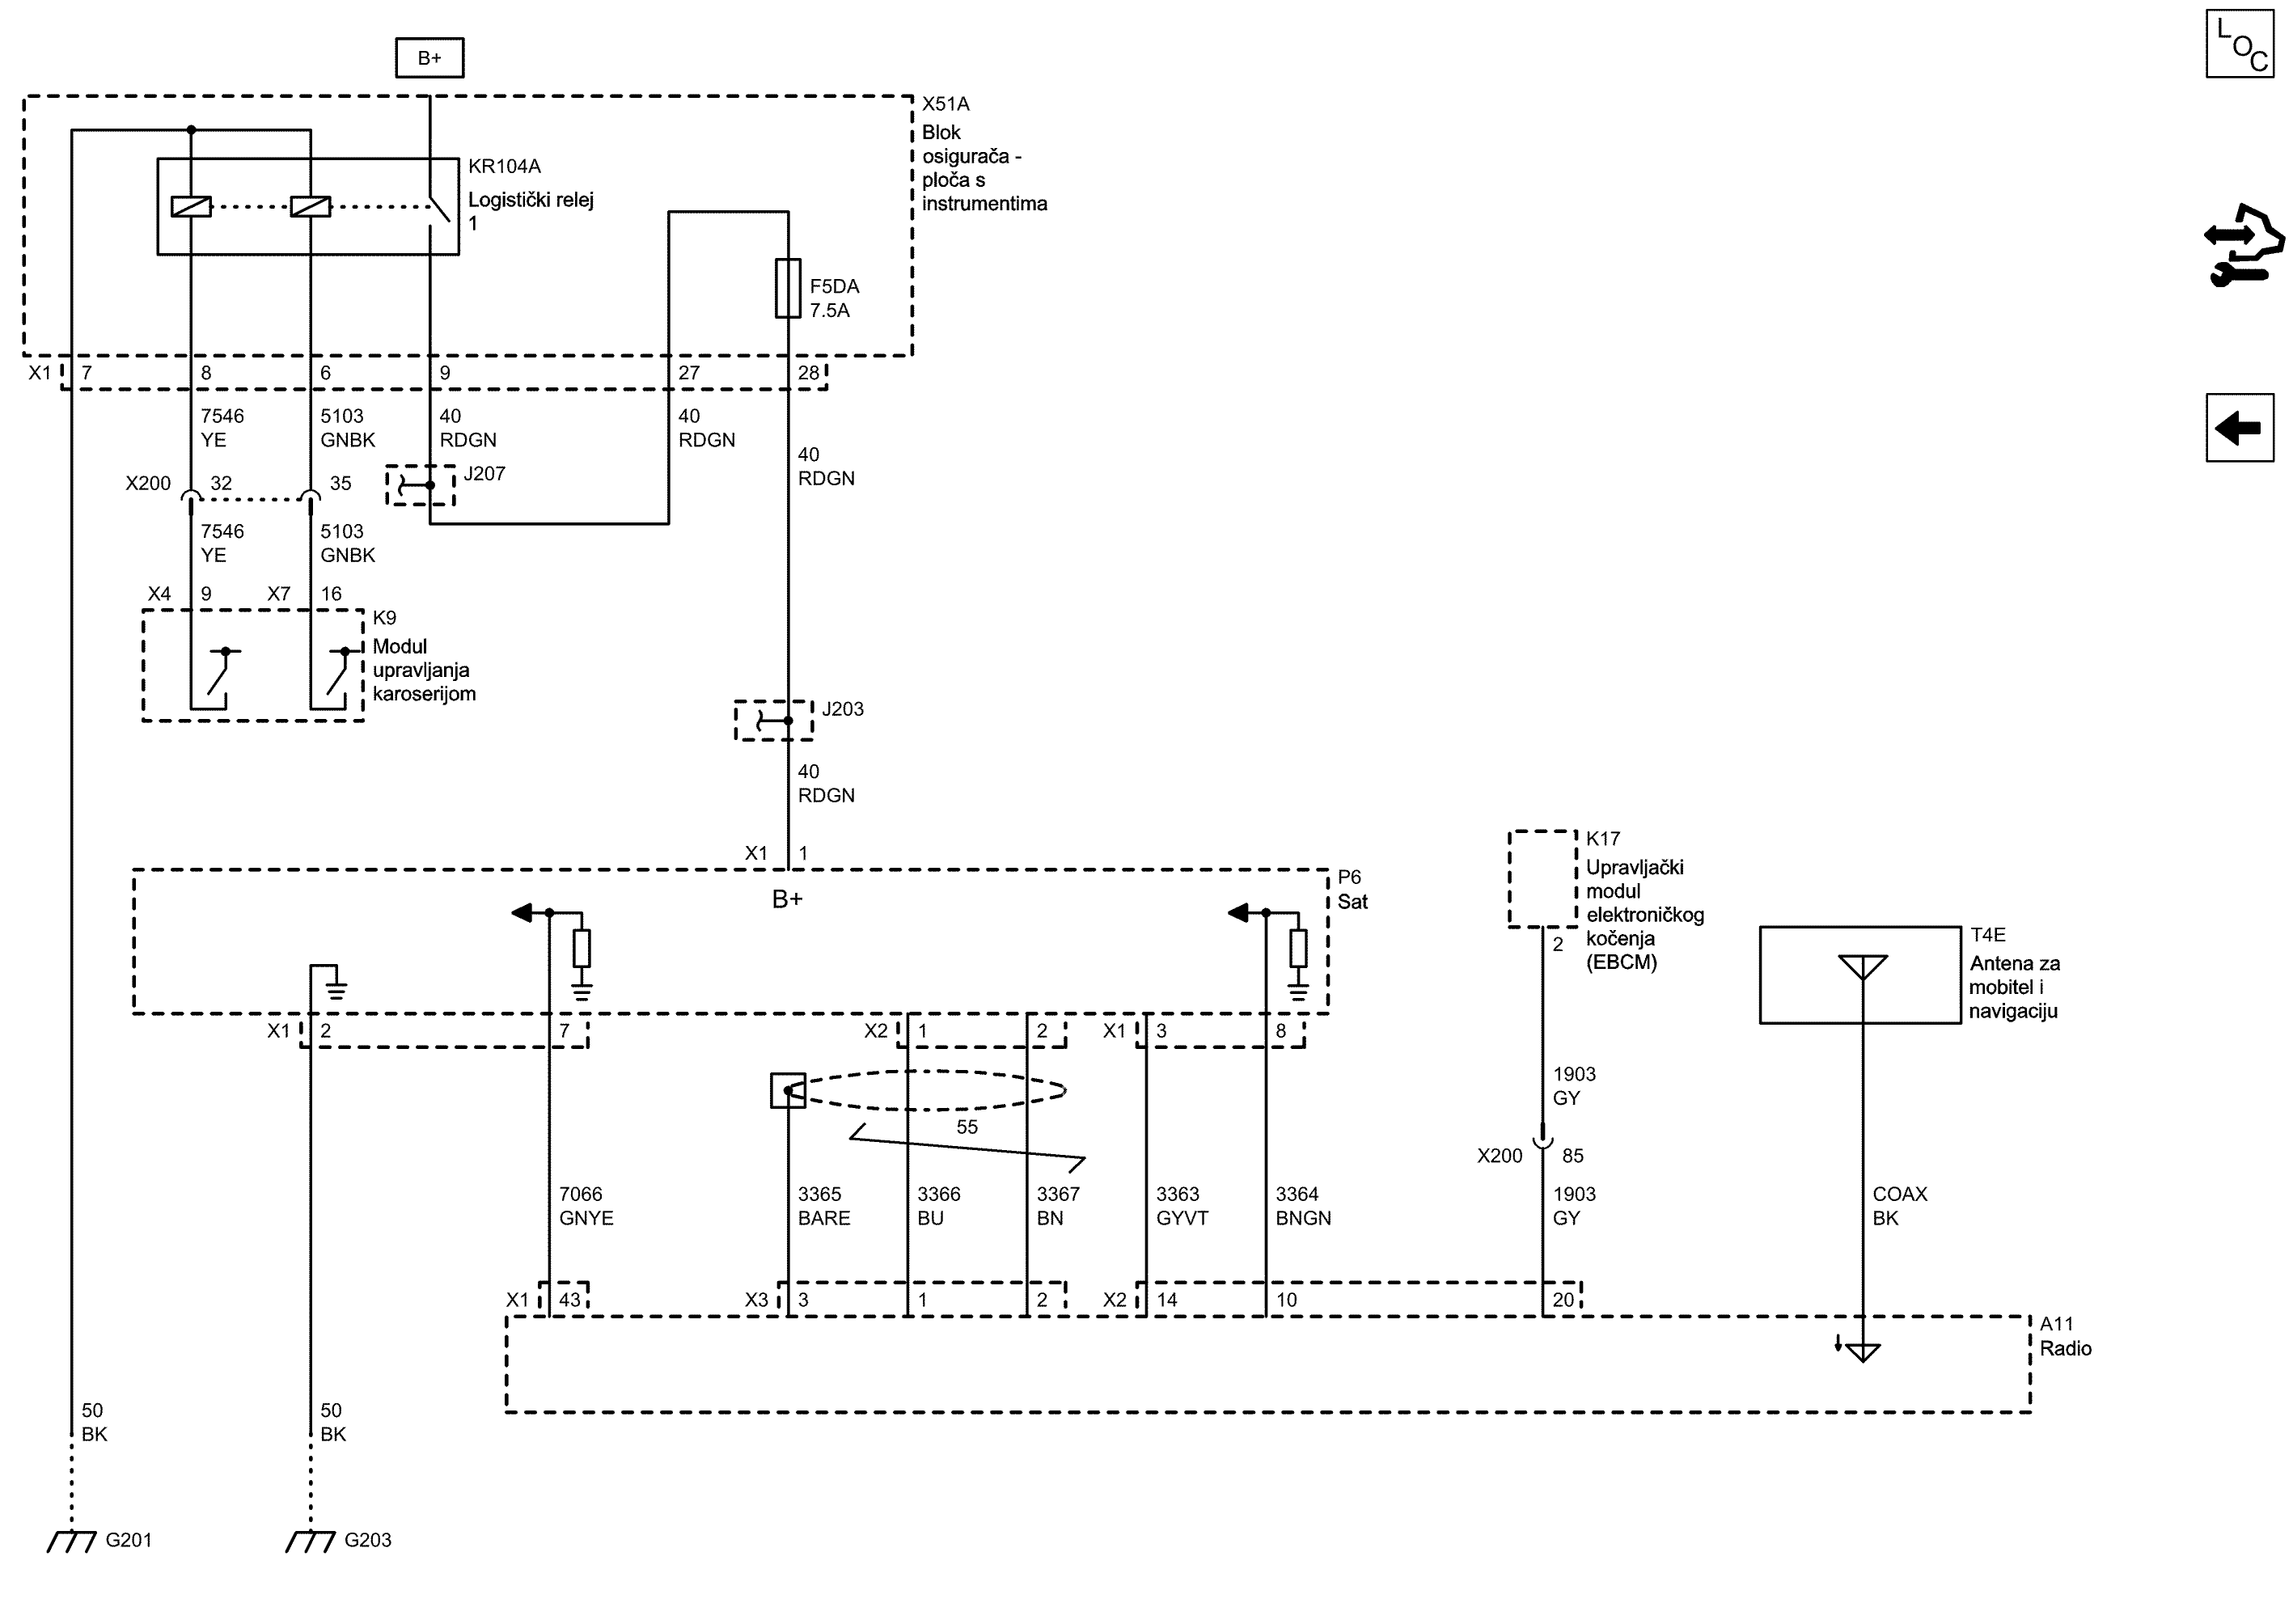 L
O
C
B+
X51A
Blok
osigurača -
ploča s
instrumentima
KR104A
Logistički relej
1
F5DA
7.5A
X1 7 8 6 9 27 28
7546 5103 40 40
YE GNBK RDGN RDGN
40
RDGN
X200 32 35 J207
7546 5103
YE GNBK
X4 9 X7 16
K9
Modul
upravljanja
karoserijom
J203
40
RDGN
X1 1
P6
Sat
B+
K17
Upravljački
modul
elektroničkog
kočenja
(EBCM)
2
T4E
Antena za
mobitel i
navigaciju
X1 2 7 X2 1 2 X1 3 8
1903
GY
55
X200 85
7066 3365 3366 3367 3363 3364 1903 COAX
GNYE BARE BU BN GYVT BNGN GY BK
X1 43 X3 3 1 2 X2 14 10 20
A11
Radio
50 50
BK BK
G201 G203